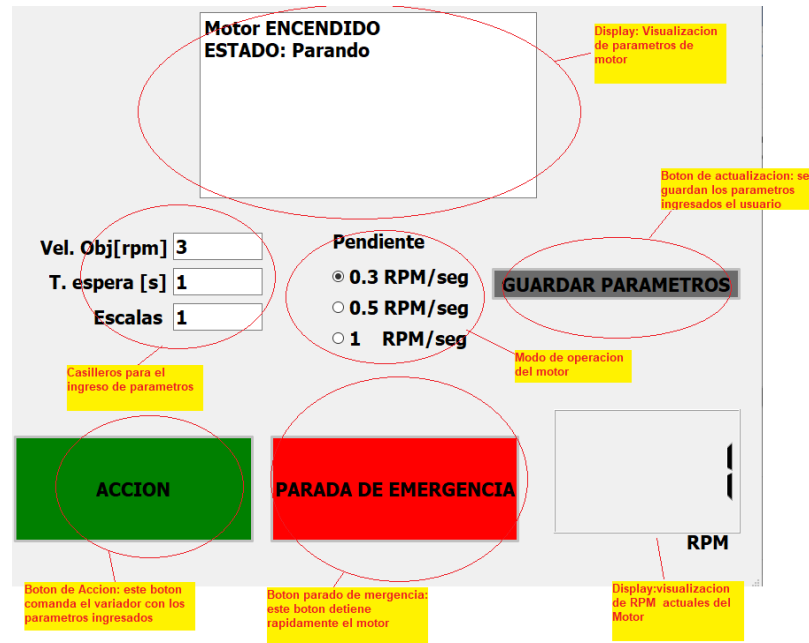 Motor ENCENDIDO
ESTADO: Parando
Display: Visualizacion
de parametros de
motor
Boton de actualizacion: se
guardan los parametros
ingresados el usuario
Vel. Obj[rpm] 3
T. espera [s] 1
Escalas 1
Pendiente
0.3 RPM/seg
0.5 RPM/seg
1 RPM/seg
GUARDAR PARAMETROS
Casilleros para el
ingreso de parametros
Modo de operacion
del motor
ACCION
PARADA DE EMERGENCIA
1
RPM
Boton de Accion: este boton
comanda el variador con los
parametros ingresados
Boton parado de mergencia:
este boton detiene
rapidamente el motor
Display:visualizacion
de RPM actuales del
Motor